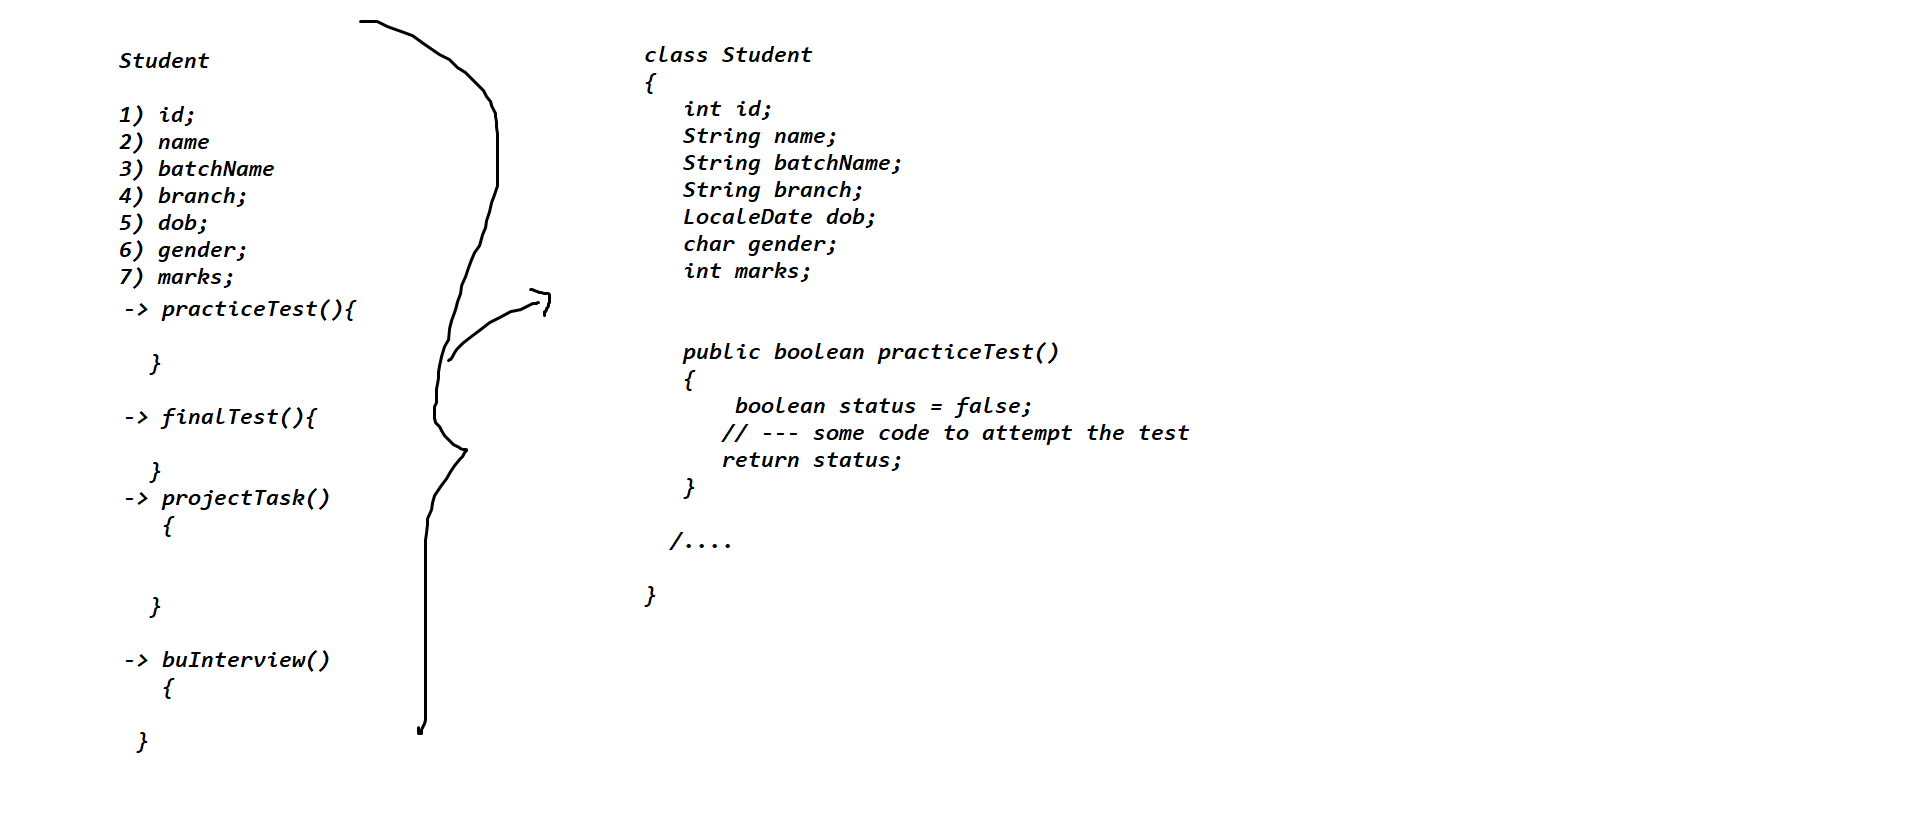 Student
1) id;
2) name
3) batchName
4) branch;
5) dob;
6) gender;
7) marks;
-> practiceTest(){
}
-> finalTest(){
}
-> projectTask()
{
}
-> buInterview()
{
}
class Student
{
int id;
String name;
String batchName;
String branch;
LocaleDate dob;
char gender;
int marks;
public boolean practiceTest()
{
boolean status = false;
// --- some code to attempt the test
return status;
}
/....
}